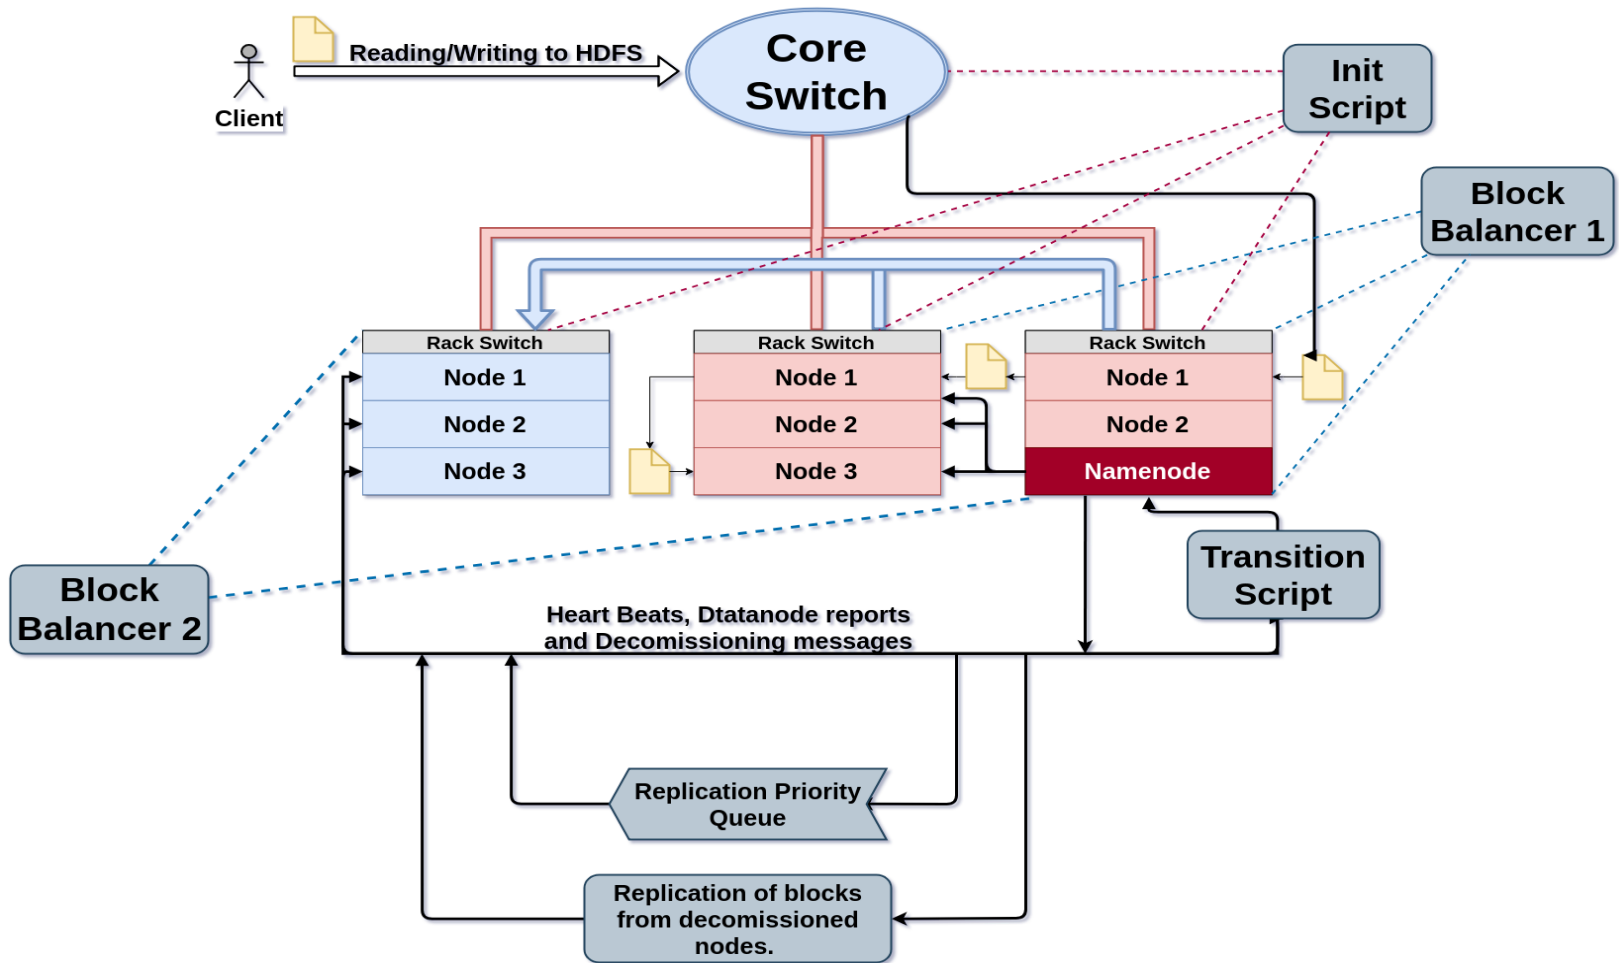 Reading/Writing to HDFS
Client
Core
Switch
Init
Script
Block
Balancer 1
Rack Switch
Node 1
Node 2
Node 3
Rack Switch
Node 1
Node 2
Node 3
Rack Switch
Node 1
Node 2
Namenode
Transition
Script
Block
Balancer 2
Heart Beats, Dtatanode reports
and Decomissioning messages
Replication Priority
Queue
Replication of blocks
from decomissioned
nodes.